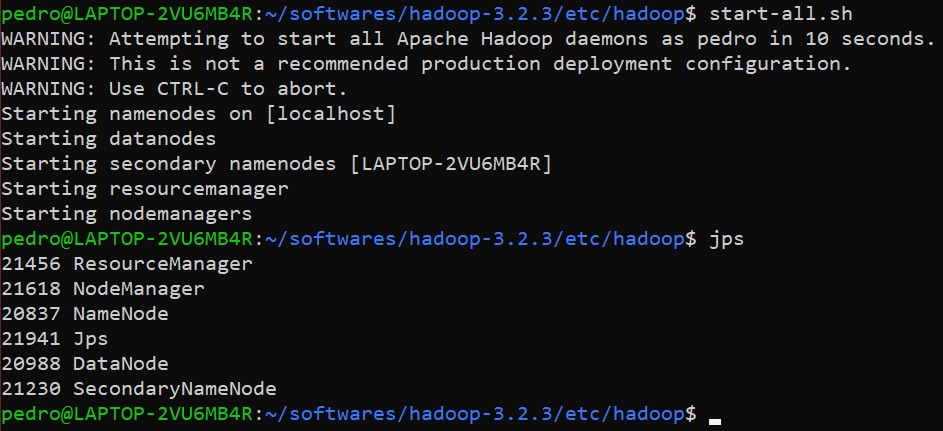 pedro@LAPTOP-2VU6MB4R:~/softwares/hadoop-3.2.3/etc/hadoop$ start-all.sh
WARNING: Attempting to start all Apache Hadoop daemons as pedro in 10 seconds.
WARNING: This is not a recommended production deployment configuration.
WARNING: Use CTRL-C to abort.
Starting namenodes on [localhost]
Starting datanodes
Starting secondary namenodes [LAPTOP-2VU6MB4R]
Starting resourcemanager
Starting nodemanagers
pedro@LAPTOP-2VU6MB4R:~/softwares/hadoop-3.2.3/etc/hadoop$ jps
21456 ResourceManager
21618 NodeManager
20837 NameNode
21941 Jps
20988 DataNode
21230 SecondaryNameNode
pedro@LAPTOP-2VU6MB4R:~/softwares/hadoop-3.2.3/etc/hadoop$